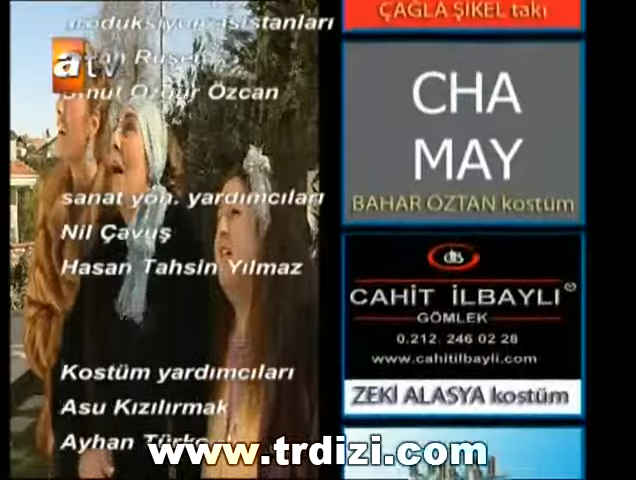 prodüksiyon asistanları
atv
Umut Özgür Özcan
sanat yön. yardımcıları
Nil Çavuş
Hasan Tahsin Yılmaz
Kostüm yardımcıları
Asu Kızılırmak
Ayhan
ÇAĞLA ŞIKEL takı
CHA
MAY
BAHAR ÖZTAN kostüm
CAHİT İLBAYLI®
GÖMLEK
0.212. 246 02 28
www.cahitilbayli.com
ZEKİ ALASYA kostüm
www.trdizi.com